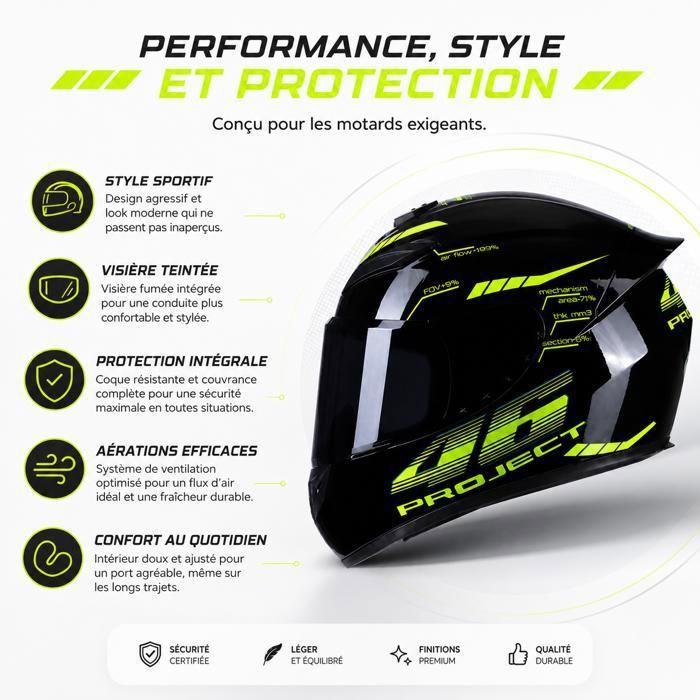 PERFORMANCE, STYLE
ET PROTECTION
Conçu pour les motards exigeants.
STYLE SPORTIF
Design agressif et
look moderne qui ne
passent pas inaperçus.
VISIÈRE TEINTÉE
Visière fumée intégrée
pour une conduite plus
confortable et stylée.
PROTECTION INTÉGRALE
Coque résistante et couvrance
complète pour une sécurité
maximale en toutes situations.
AÉRATIONS EFFICACES
Système de ventilation
optimisé pour un flux d'air
idéal et une fraîcheur durable.
CONFORT AU QUOTIDIEN
Intérieur doux et ajusté pour
un port agréable, même sur
les longs trajets.
air flow+199%
FOV+9%
mechanism
area-71%
thk mm3
section-5%
46
PROJECT
SÉCURITÉ
CERTIFIÉE
LÉGER
ET ÉQUILIBRÉ
FINITIONS
PREMIUM
QUALITÉ
DURABLE